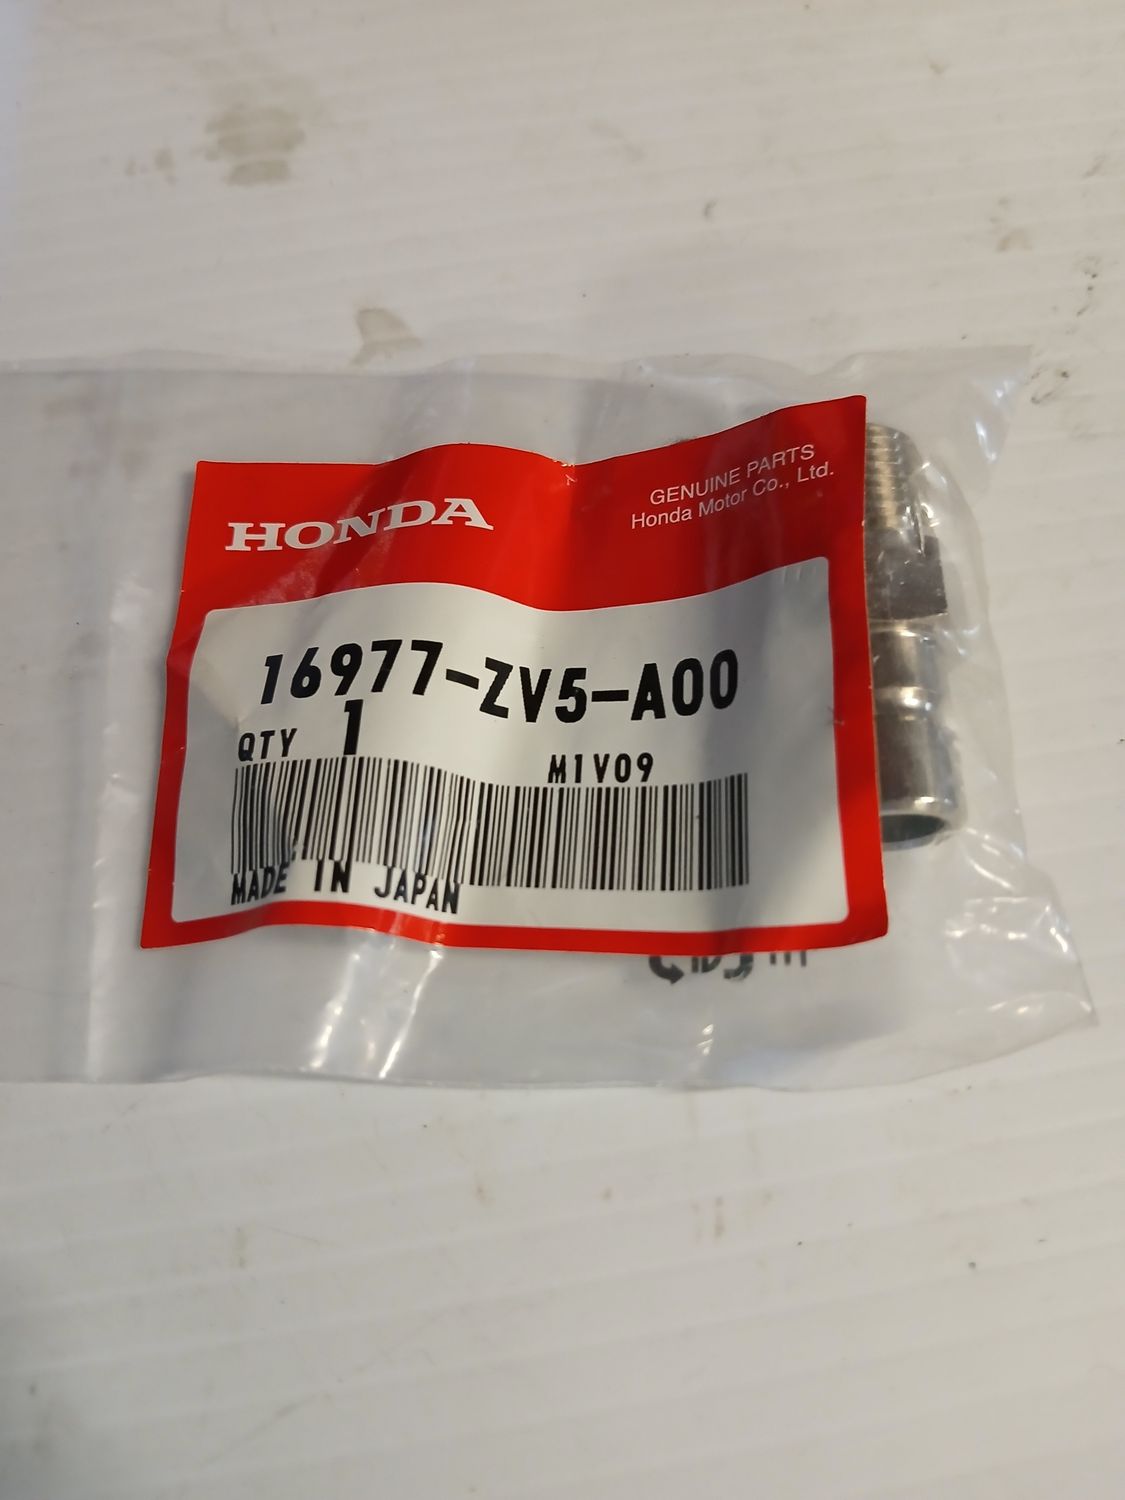 HONDA
GENUINE PARTS
Honda Motor Co., Ltd.
16977-ZV5-A00
QTY 1
M1V09
MADE IN JAPAN